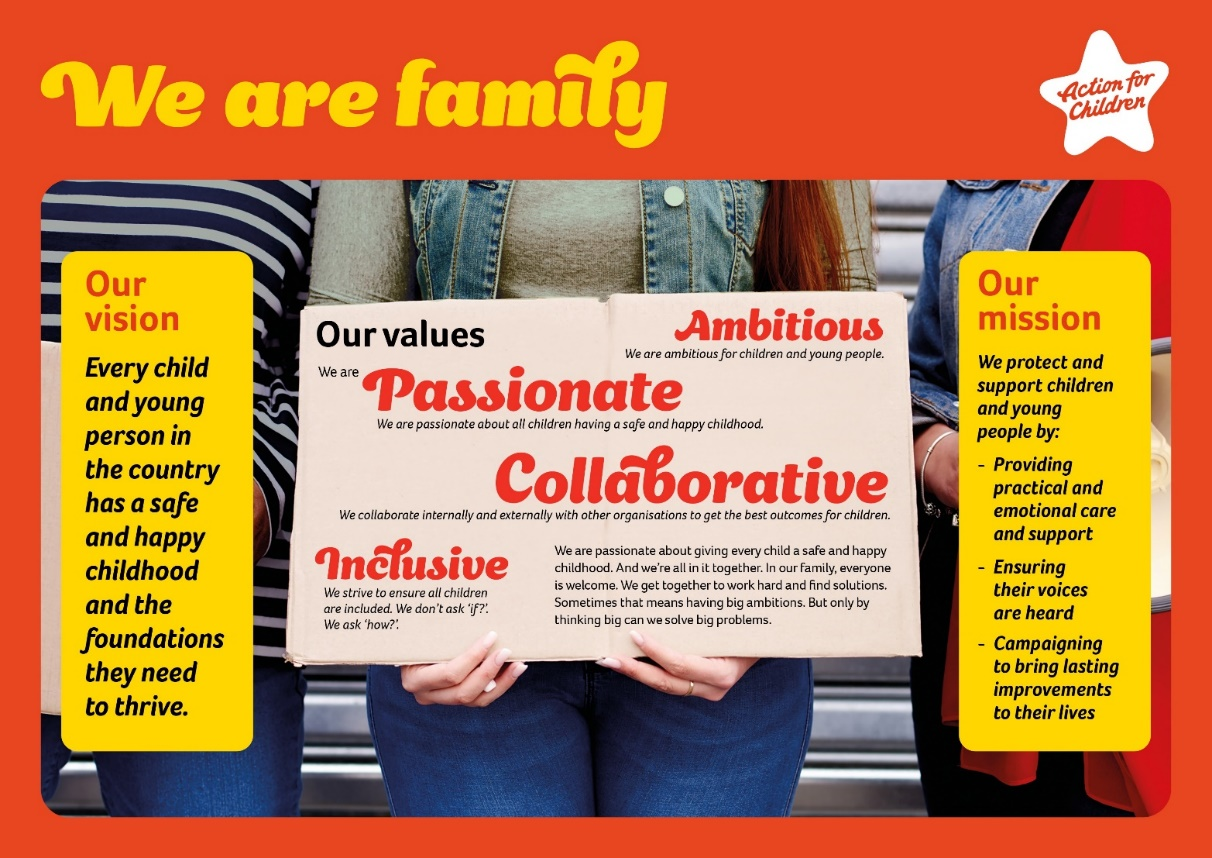 We are family
Action for
Children
Our
vision
Every child
and young
person in
the country
has a safe
and happy
childhood
and the
foundations
they need
to thrive.
Our values
Ambitious
We are ambitious for children and young people.
We are Passionate
We are passionate about all children having a safe and happy childhood.
Collaborative
We collaborate internally and externally with other organisations to get the best outcomes for children.
Inclusive
We strive to ensure all children
are included. We don't ask ‘if?’.
We ask ‘how?’.
We are passionate about giving every child a safe and happy
childhood. And we're all in it together. In our family, everyone
is welcome. We get together to work hard and find solutions.
Sometimes that means having big ambitions. But only by
thinking big can we solve big problems.
Our
mission
We protect and
support children
and young
people by:
- Providing
practical and
emotional care
and support
- Ensuring
their voices
are heard
- Campaigning
to bring lasting
improvements
to their lives